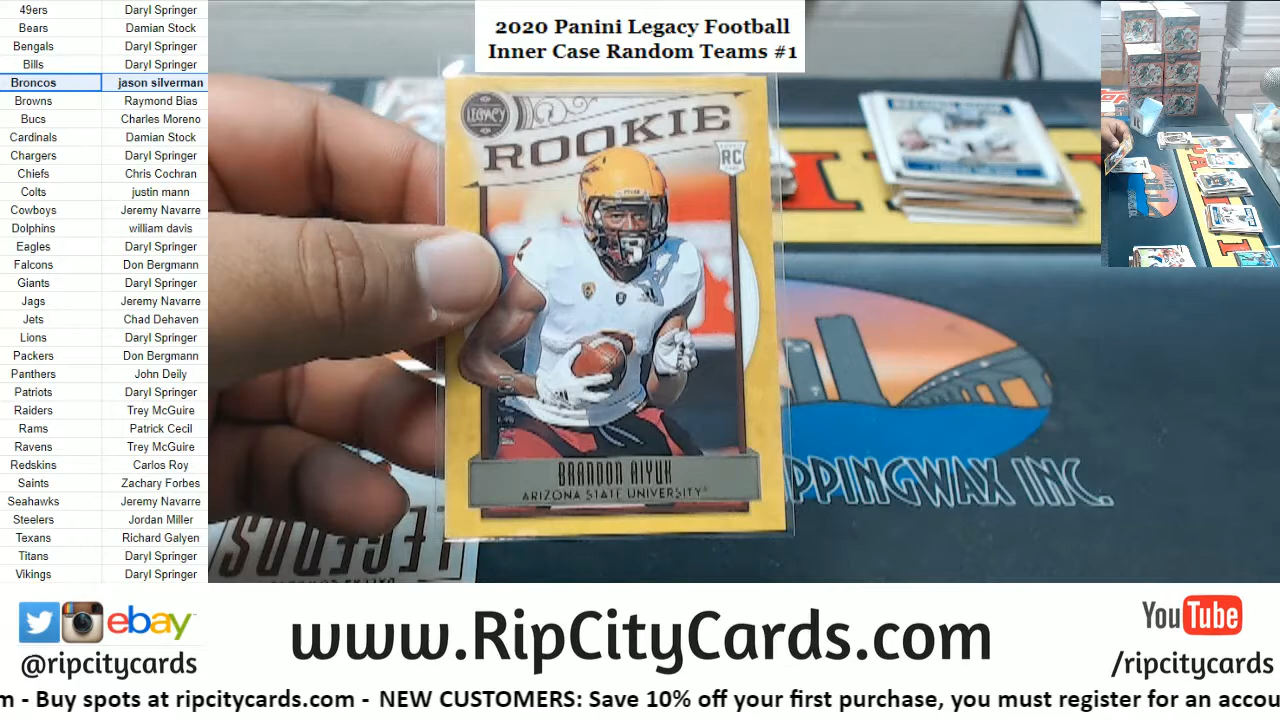 49ers Daryl Springer
Bears Damian Stock
Bengals Daryl Springer
Bills Daryl Springer
Broncos jason silverman
Browns Raymond Bias
Bucs Charles Moreno
Cardinals Damian Stock
Chargers Daryl Springer
Chiefs Chris Cochran
Colts justin mann
Cowboys Jeremy Navarre
Dolphins william davis
Eagles Daryl Springer
Falcons Don Bergmann
Giants Daryl Springer
Jags Jeremy Navarre
Jets Chad Dehaven
Lions Daryl Springer
Packers Don Bergmann
Panthers John Deily
Patriots Daryl Springer
Raiders Trey McGuire
Rams Patrick Cecil
Ravens Trey McGuire
Redskins Carlos Roy
Saints Zachary Forbes
Seahawks Jeremy Navarre
Steelers Jordan Miller
Texans Richard Galyen
Titans Daryl Springer
Vikings Daryl Springer
2020 Panini Legacy Football
Inner Case Random Teams #1
LEGACY
ROOKIE
RC
BRANDON AIYUK
ARIZONA STATE UNIVERSITY
PPINGWAX INC.
LEGENDS
ebay
@ripcitycards
www.RipCityCards.com
YouTube
/ripcitycards
m - Buy spots at ripcitycards.com - NEW CUSTOMERS: Save 10% off your first purchase, you must register for an accou